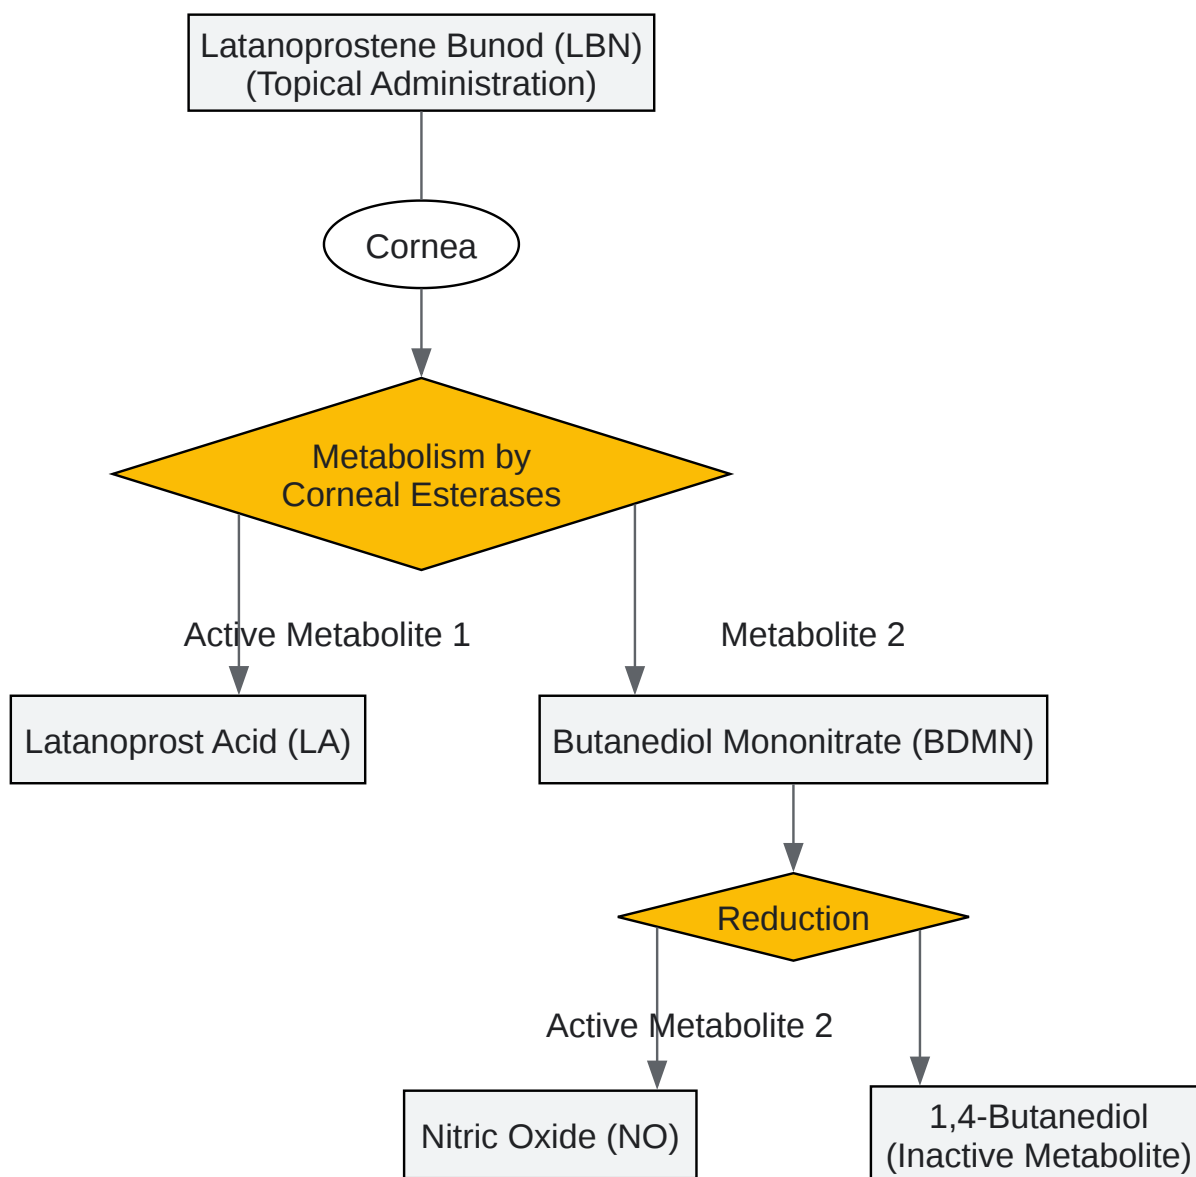 Latanoprostene Bunod (LBN)
(Topical Administration)
Cornea
Metabolism by
Corneal Esterases
Active Metabolite 1
Metabolite 2
Latanoprost Acid (LA)
Butanediol Mononitrate (BDMN)
Reduction
Active Metabolite 2
Nitric Oxide (NO)
1,4-Butanediol
(Inactive Metabolite)